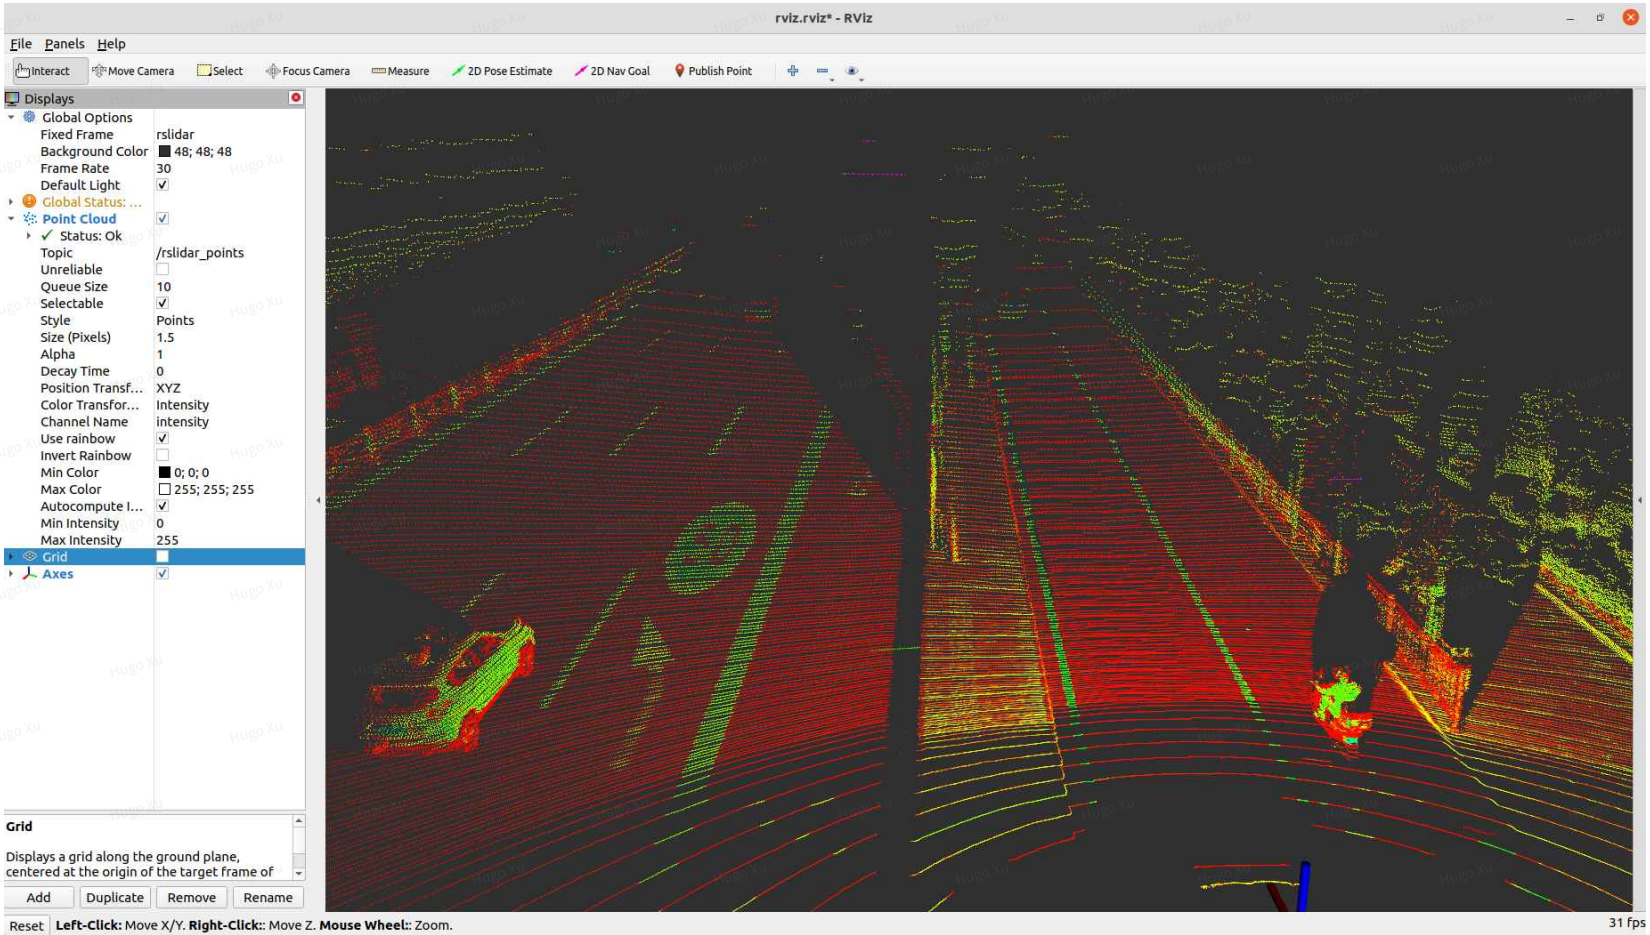 rviz.rviz* - RViz
File Panels Help
Interact Move Camera Select Focus Camera Measure 2D Pose Estimate 2D Nav Goal Publish Point
Displays
Global Options
Fixed Frame rslidar
Background Color 48; 48; 48
Frame Rate 30
Default Light
Global Status: ...
Point Cloud
Status: Ok
Topic /rslidar_points
Unreliable
Queue Size 10
Selectable
Style Points
Size (Pixels) 1.5
Alpha 1
Decay Time 0
Position Transf... XYZ
Color Transfor... Intensity
Channel Name intensity
Use rainbow
Invert Rainbow
Min Color 0; 0; 0
Max Color 255; 255; 255
Autocompute I...
Min Intensity 0
Max Intensity 255
Grid
Axes
Grid
Displays a grid along the ground plane,
centered at the origin of the target frame of
Add Duplicate Remove Rename
Reset Left-Click: Move X/Y. Right-Click:: Move Z. Mouse Wheel:: Zoom. 31 fps
Hugo Xu